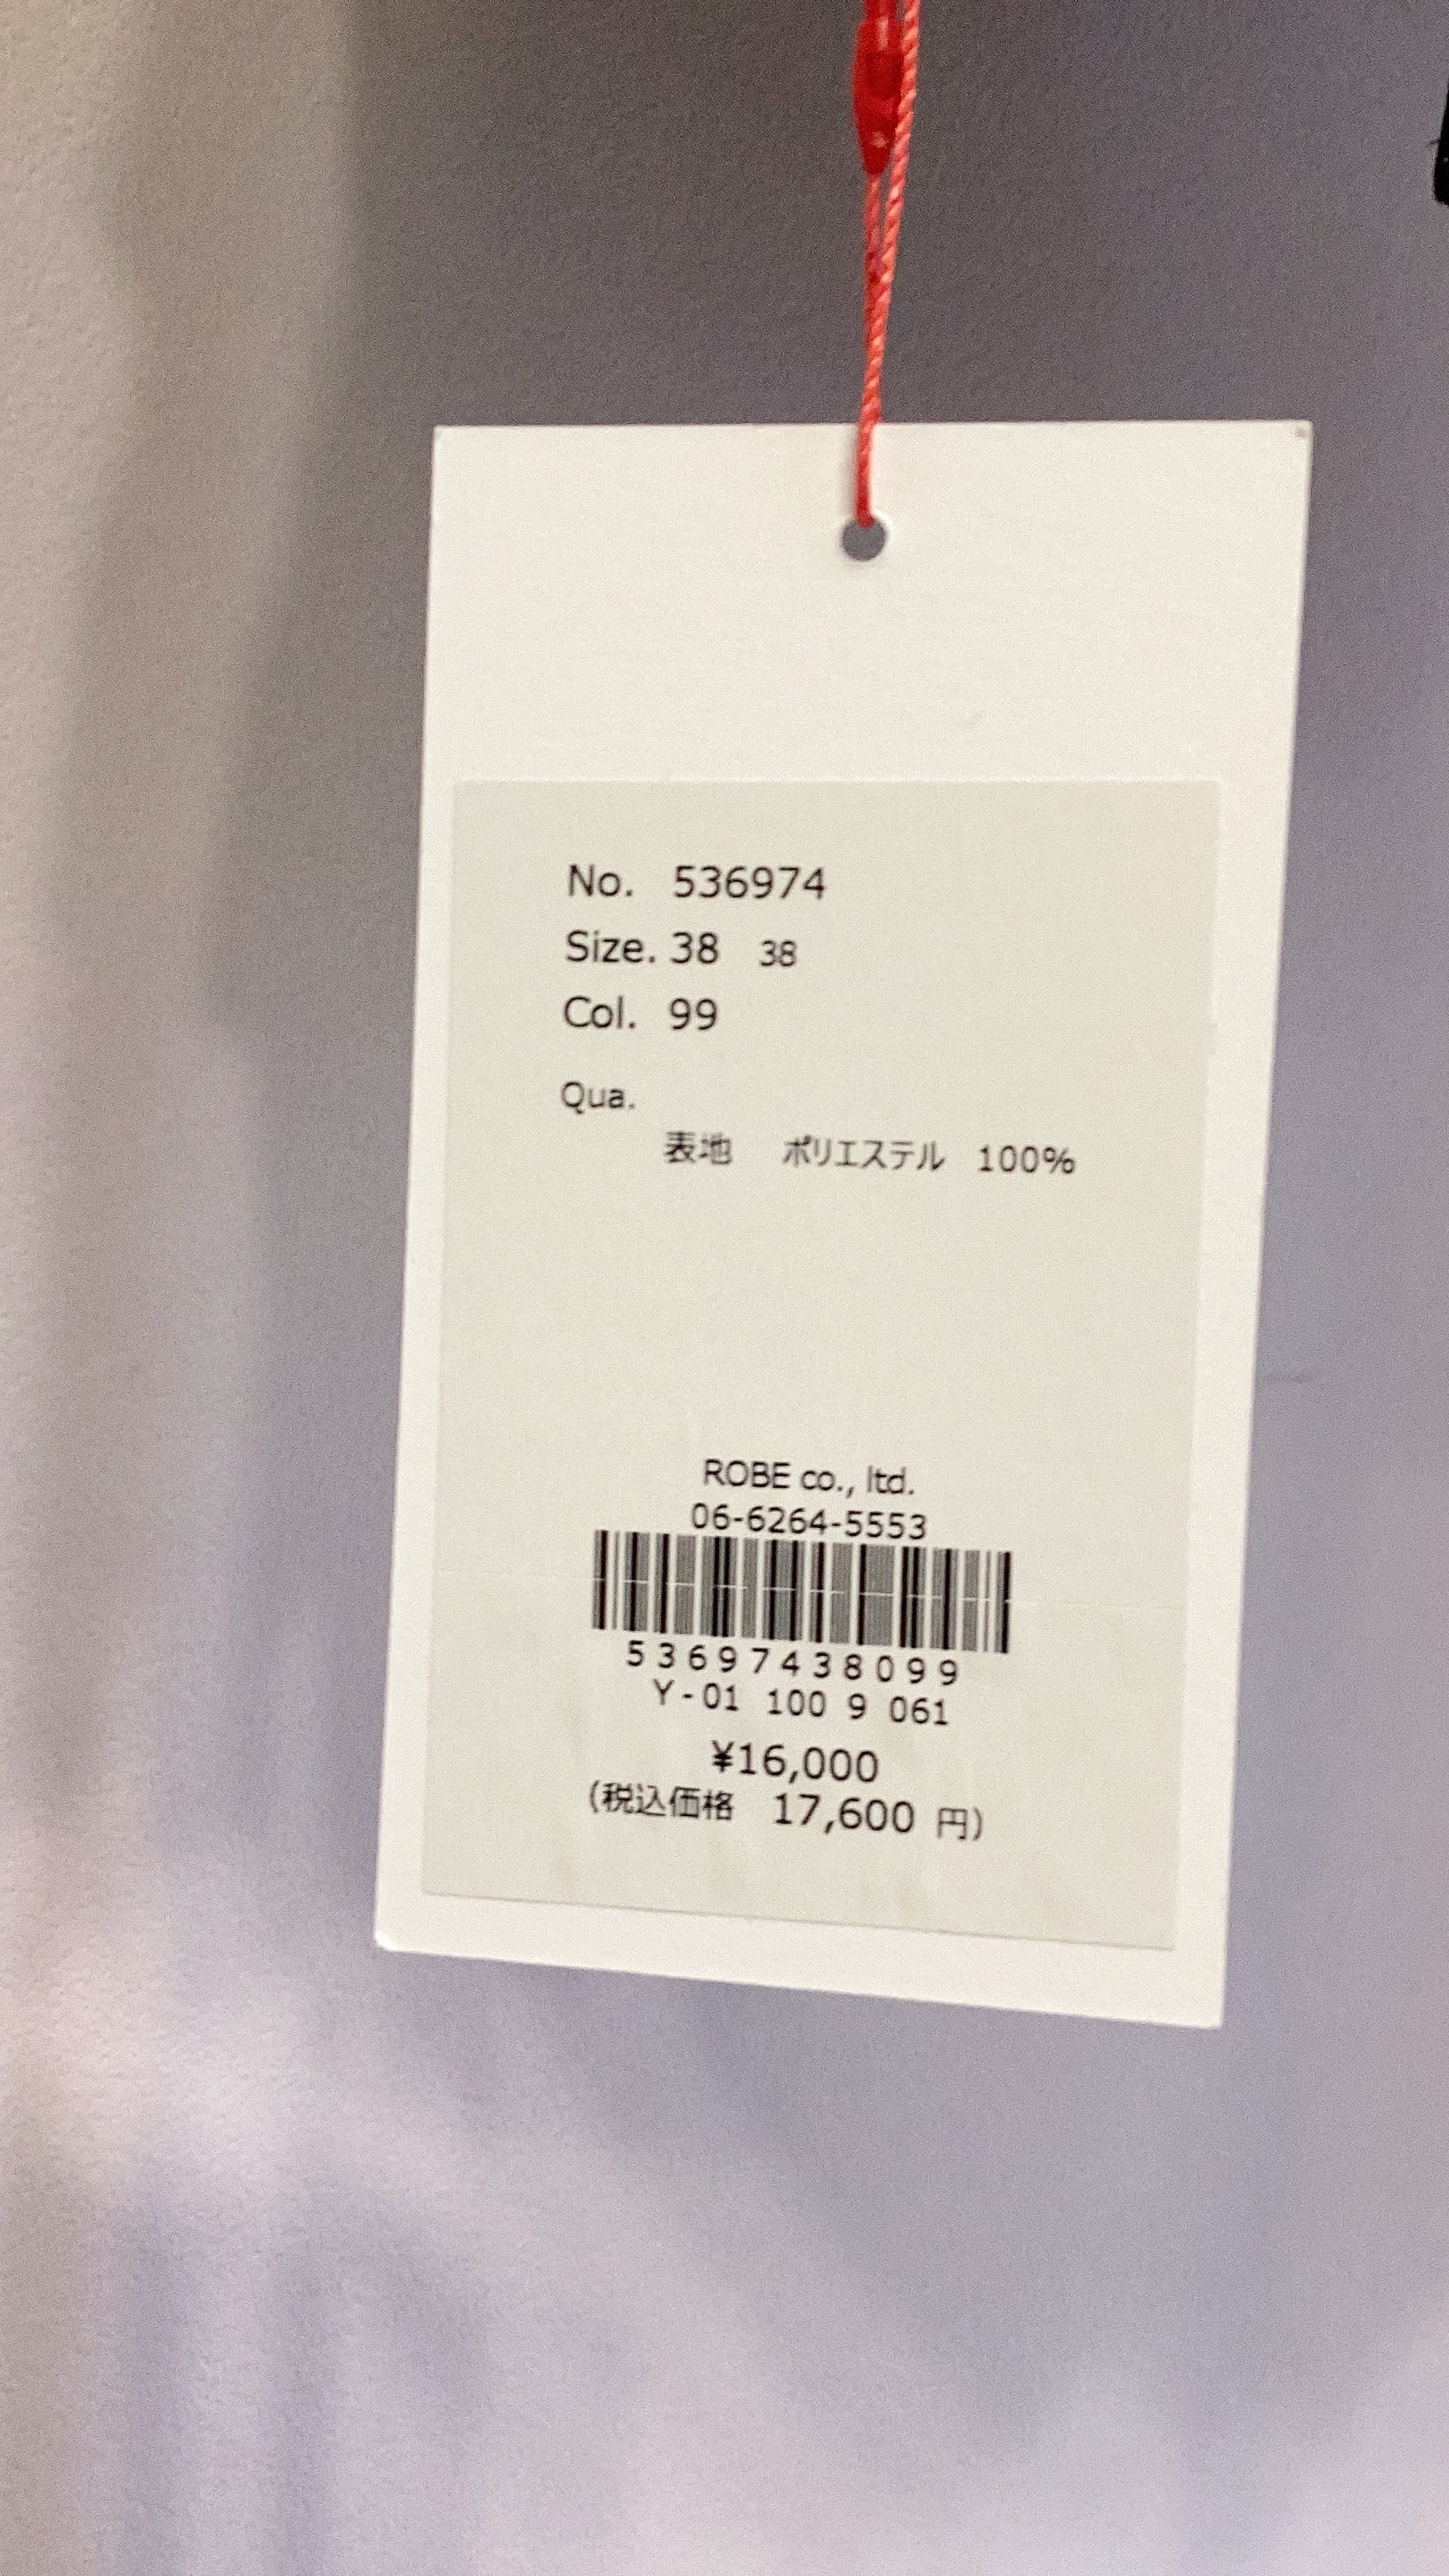 No. 536974
Size. 38 38
Col. 99
Qua.
表地 ポリエステル 100%
ROBE co., ltd.
06-6264-5553
53697438099
Y-01 100 9 061
¥16,000
(税込価格 17,600 円)